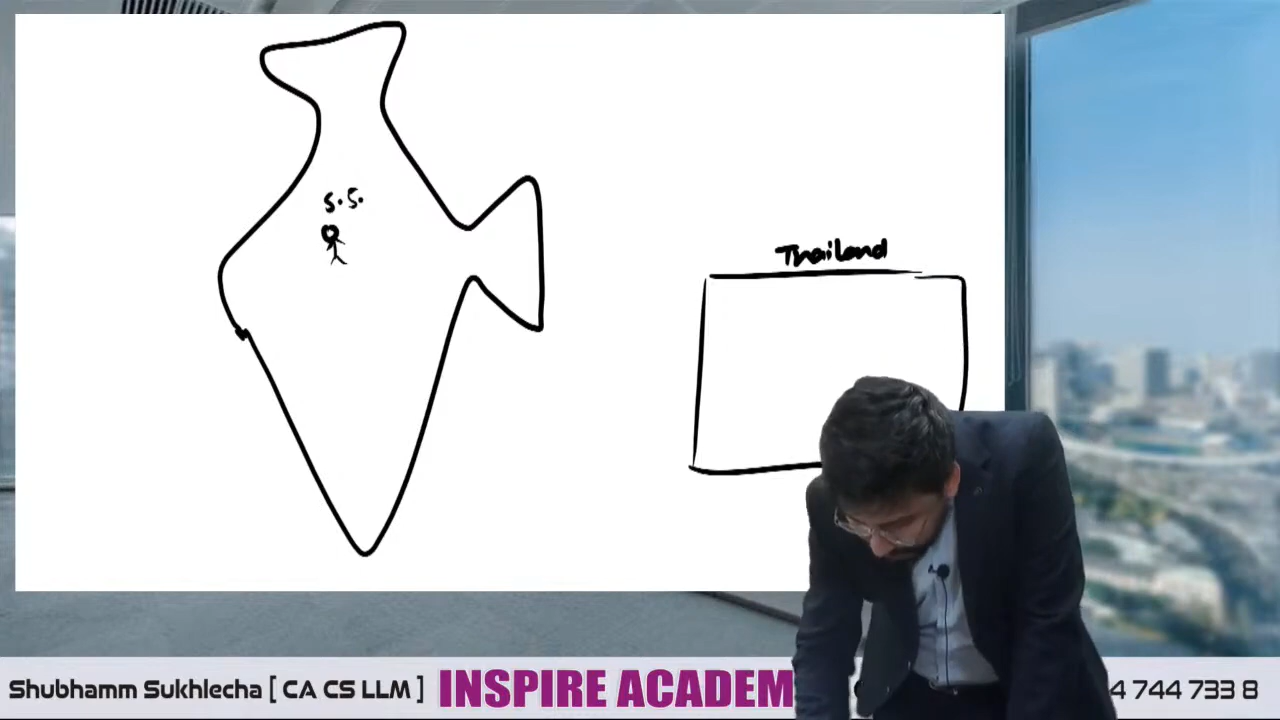 S.S.
Thailand
Shubhamm Sukhlecha [ CA CS LLM ]
INSPIRE ACADEM
4 744 733 8